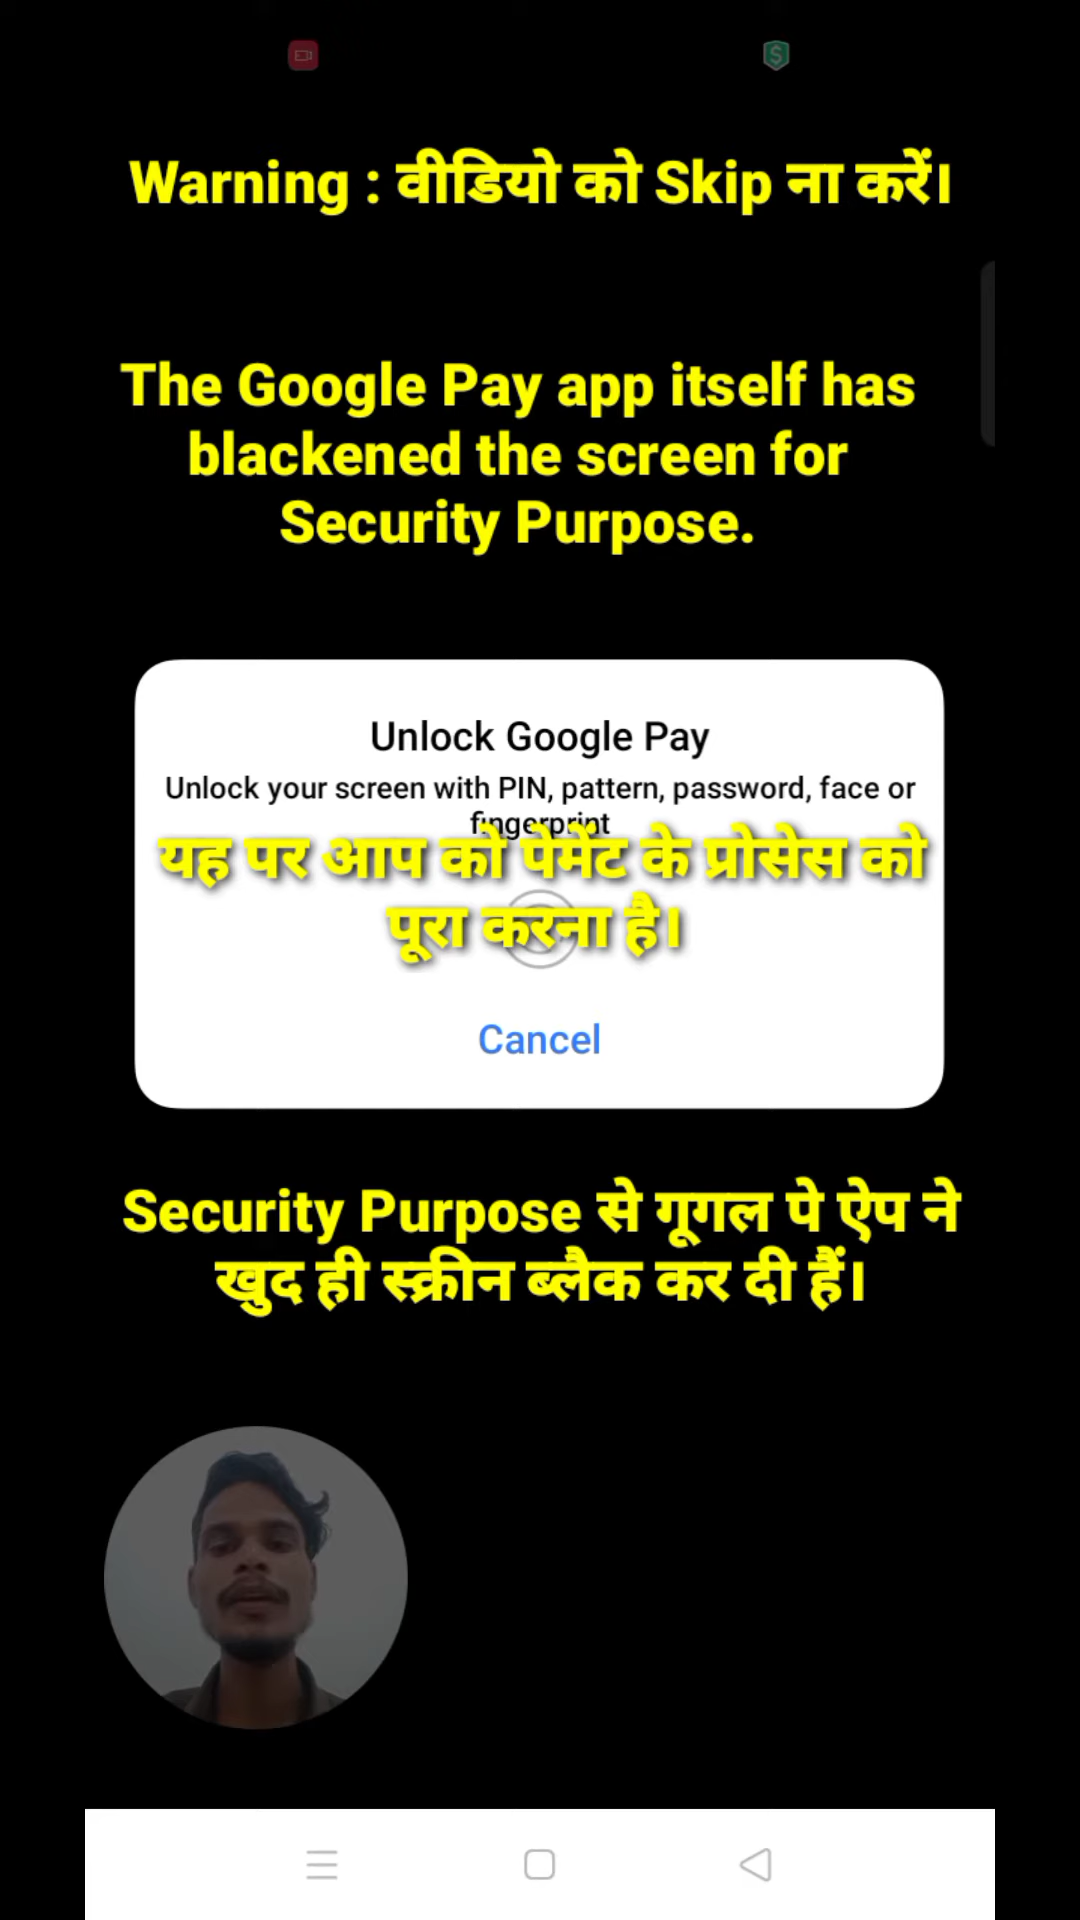 Warning : वीडियो को Skip ना करें।
The Google Pay app itself has
blackened the screen for
Security Purpose.
Unlock Google Pay
Unlock your screen with PIN, pattern, password, face or
fingerprint
यह पर आप को पेमेंट के प्रोसेस को
पूरा करना है।
Cancel
Security Purpose से गूगल पे ऐप ने
खुद ही स्क्रीन ब्लैक कर दी हैं।